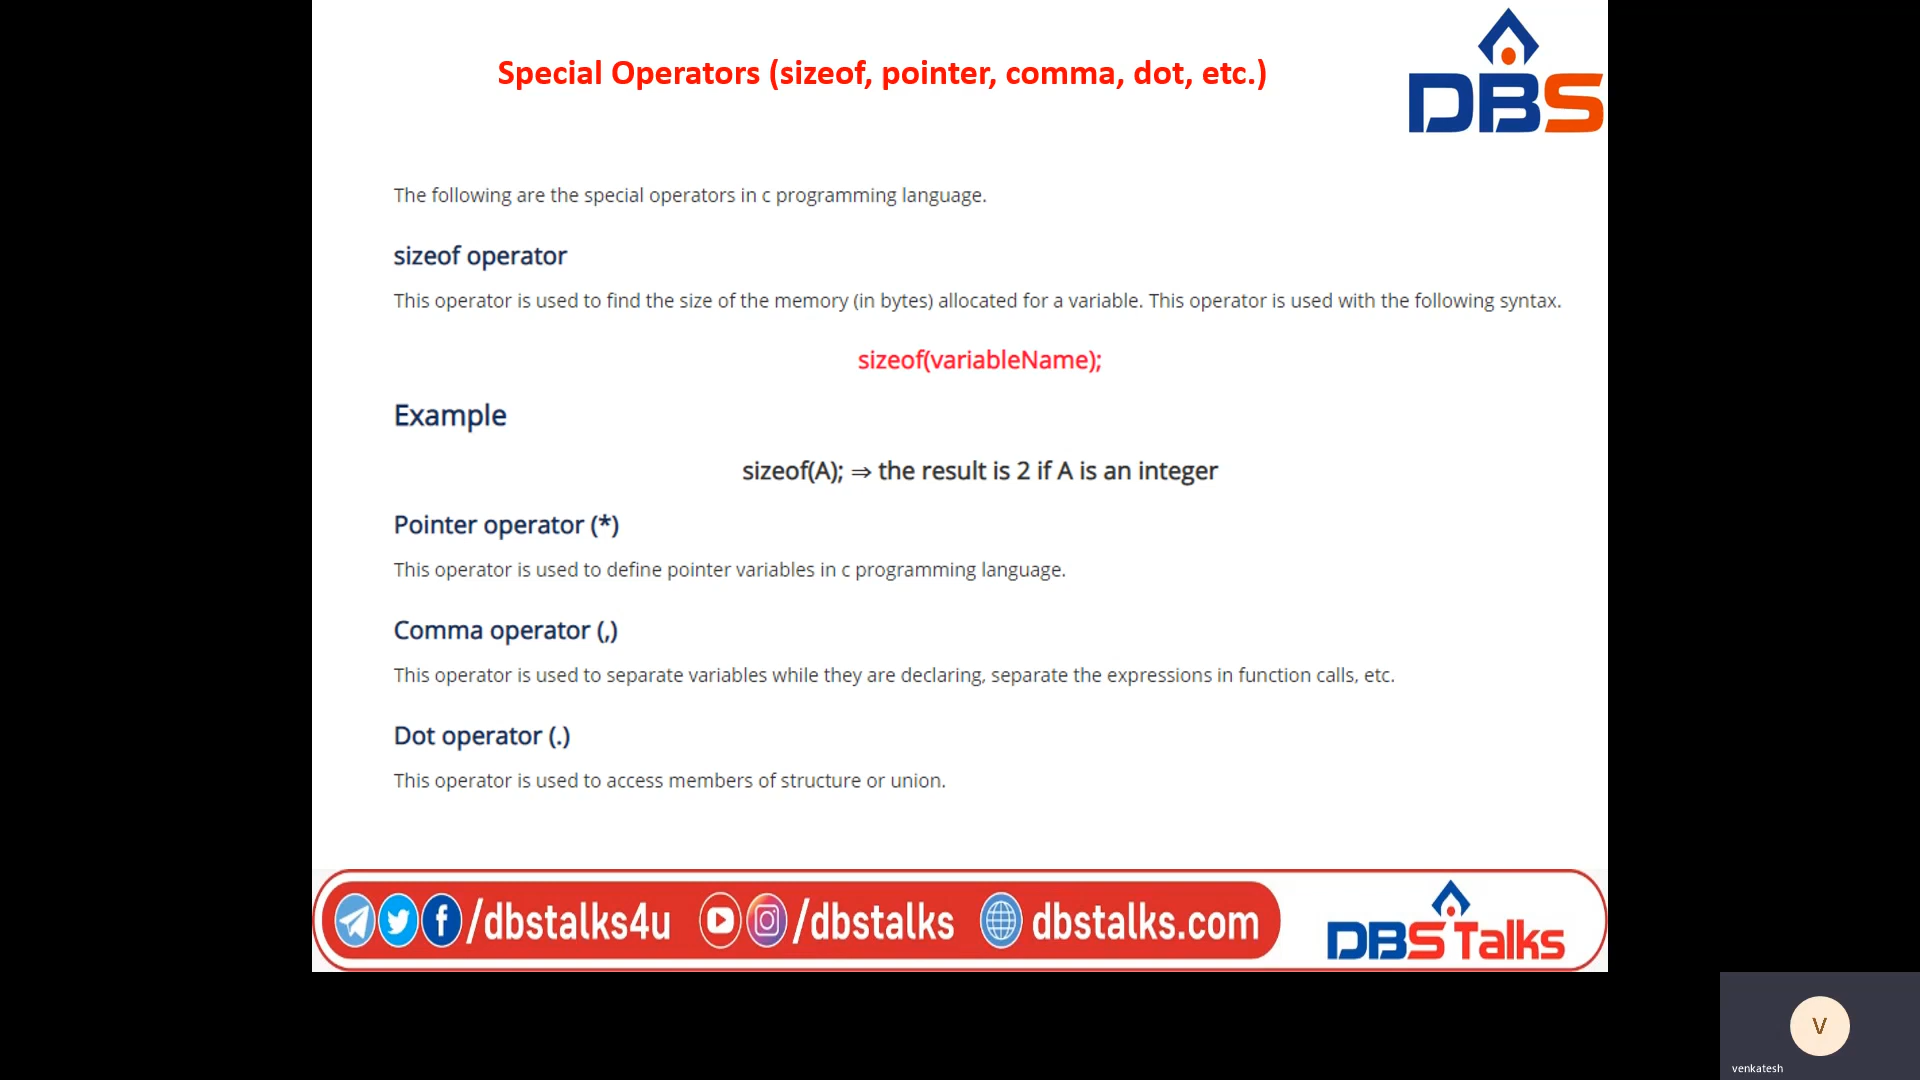 Special Operators (sizeof, pointer, comma, dot, etc.)
DBS
The following are the special operators in c programming language.
sizeof operator
This operator is used to find the size of the memory (in bytes) allocated for a variable. This operator is used with the following syntax.
sizeof(variableName);
Example
sizeof(A); ⇒ the result is 2 if A is an integer
Pointer operator (*)
This operator is used to define pointer variables in c programming language.
Comma operator (,)
This operator is used to separate variables while they are declaring, separate the expressions in function calls, etc.
Dot operator (.)
This operator is used to access members of structure or union.
/dbstalks4u /dbstalks dbstalks.com
DBS Talks
V
venkatesh